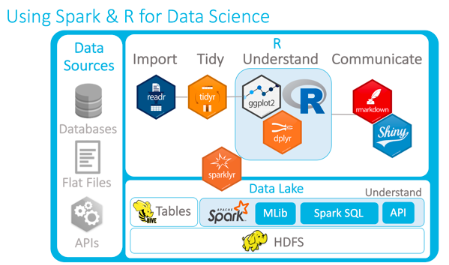 Using Spark & R for Data Science
Data
Sources
Databases
Flat Files
APIs
R
Import Tidy Understand Communicate
readr
tidyr
ggplot2
R
rmarkdown
dplyr
Shiny
sparklyr
Data Lake
Understand
HIVE
Tables
APACHE
Spark
MLib
Spark SQL
API
HDFS